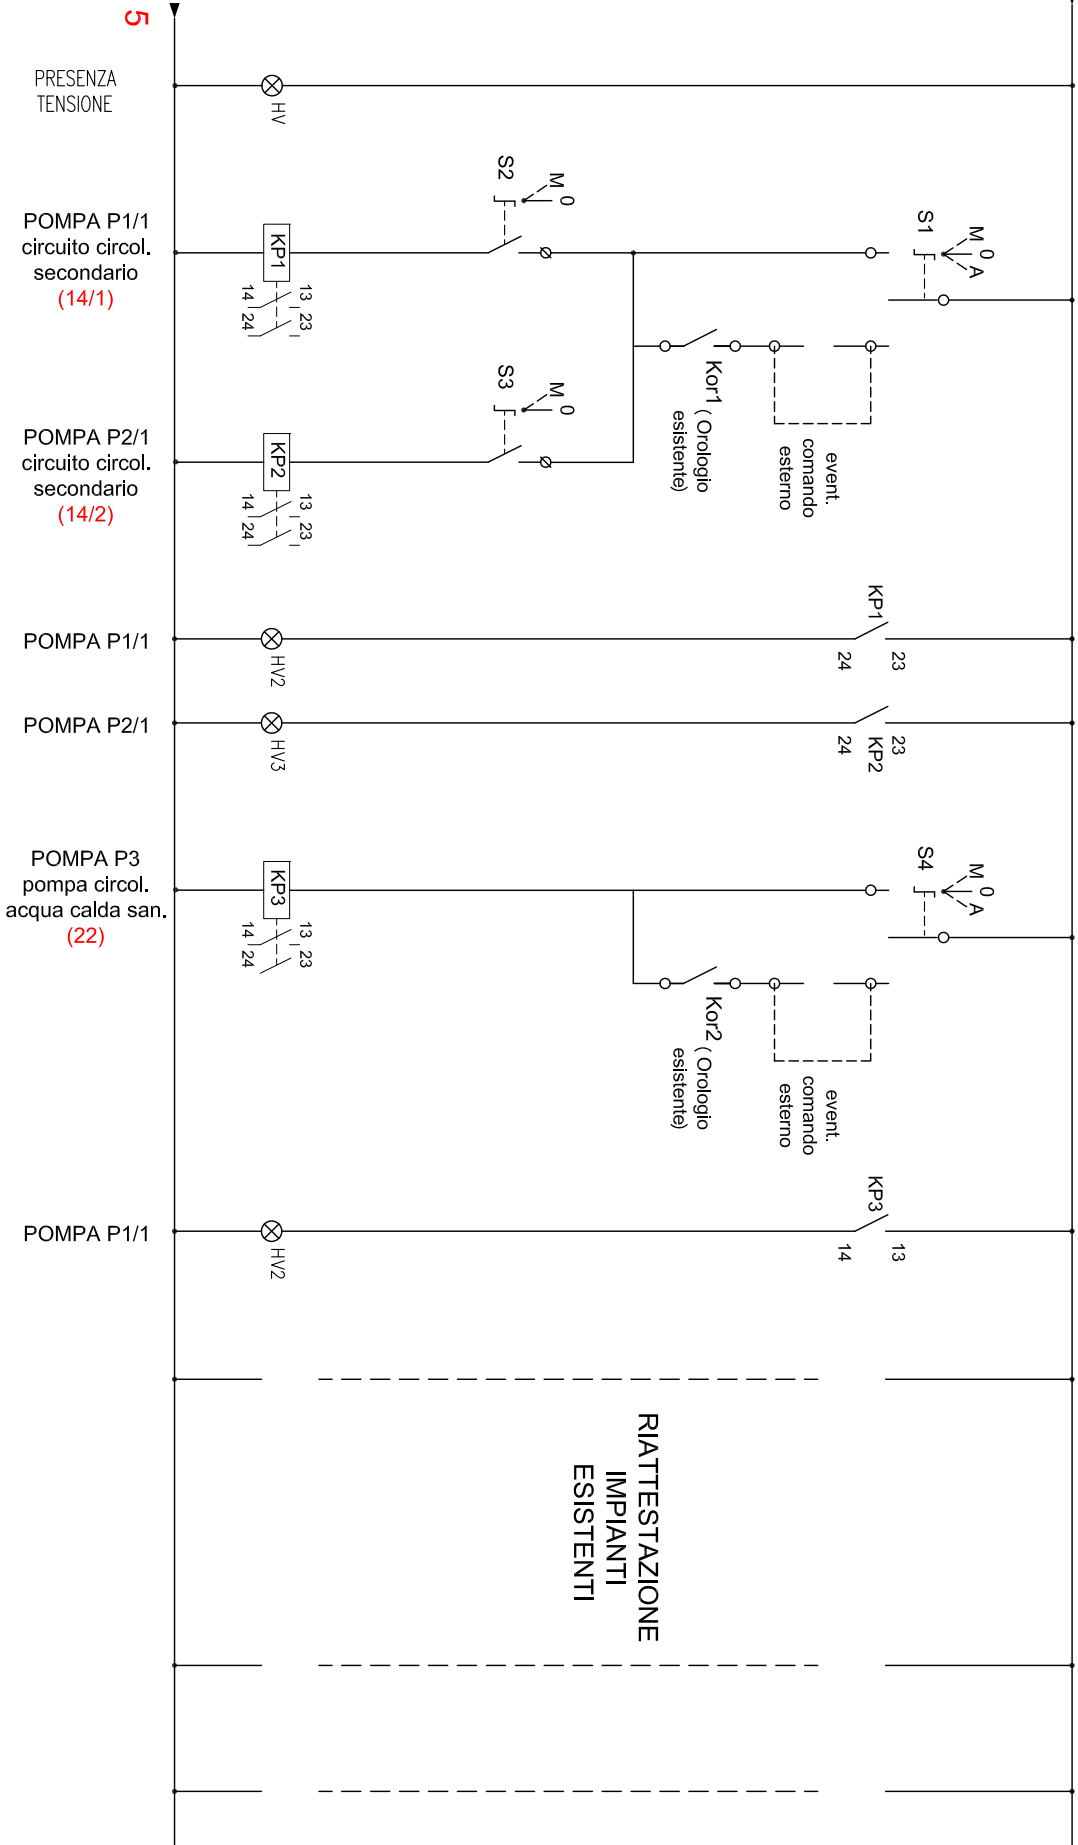 5
PRESENZA
TENSIONE
HV
S2
M 0
S1
M 0 A
POMPA P1/1
circuito circol.
secondario
(14/1)
KP1
14 13
24 23
Kor1 (Orologio
esistente)
event.
comando
esterno
S3
M 0
POMPA P2/1
circuito circol.
secondario
(14/2)
KP2
14 13
24 23
KP1
POMPA P1/1
HV2
24 23
POMPA P2/1
HV3
24 23
KP2
S4
M 0 A
POMPA P3
pompa circol.
acqua calda san.
(22)
KP3
14 13
24 23
Kor2 (Orologio
esistente)
event.
comando
esterno
KP3
POMPA P1/1
HV2
14 13
RIATTESTAZIONE
IMPIANTI
ESISTENTI